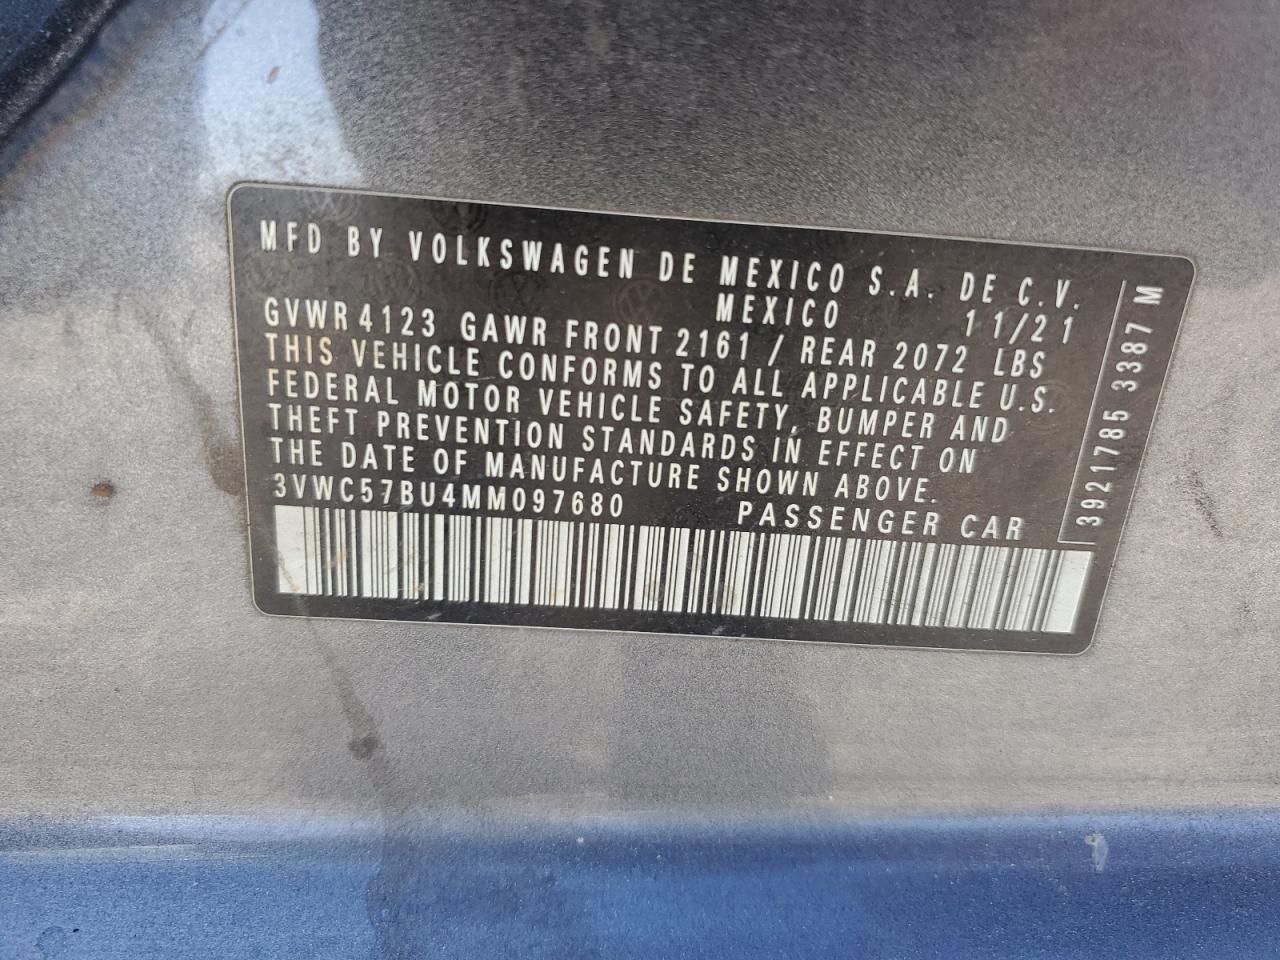 MFD BY VOLKSWAGEN DE MEXICO S.A. DE C.V.
MEXICO 11/21
GVWR 4123 GAWR FRONT 2161 / REAR 2072 LBS
THIS VEHICLE CONFORMS TO ALL APPLICABLE U.S.
FEDERAL MOTOR VEHICLE SAFETY, BUMPER AND
THEFT PREVENTION STANDARDS IN EFFECT ON
THE DATE OF MANUFACTURE SHOWN ABOVE.
3VWC57BU4MM097680 PASSENGER CAR
3921785 3387 M